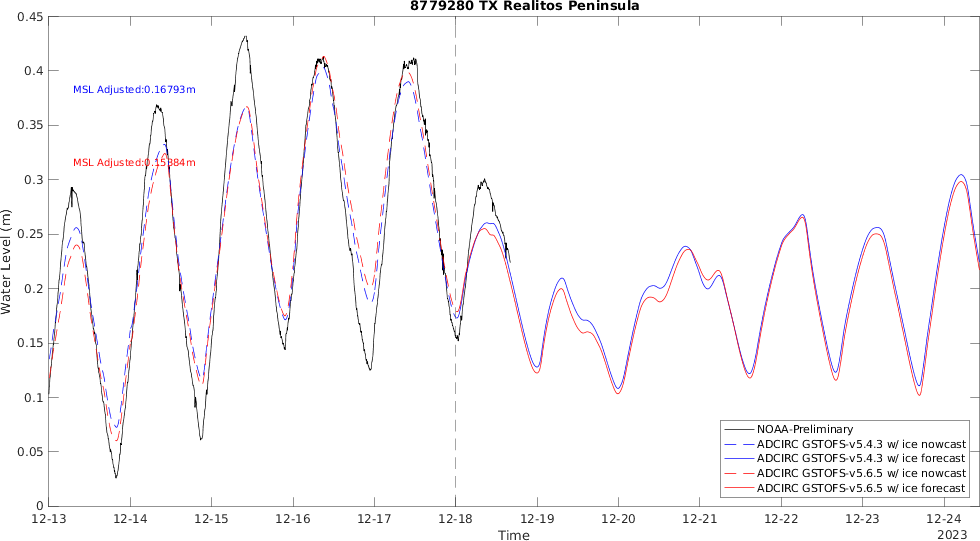 8779280 TX Realitos Peninsula
0.45
0.4
0.35
0.3
0.25
0.2
0.15
0.1
0.05
0
Water Level (m)
MSL Adjusted:0.16793m
MSL Adjusted:0.15384m
NOAA-Preliminary
ADCIRC GSTOFS-v5.4.3 w/ ice nowcast
ADCIRC GSTOFS-v5.4.3 w/ ice forecast
ADCIRC GSTOFS-v5.6.5 w/ ice nowcast
ADCIRC GSTOFS-v5.6.5 w/ ice forecast
12-13 12-14 12-15 12-16 12-17 12-18 12-19 12-20 12-21 12-22 12-23 12-24
Time
2023